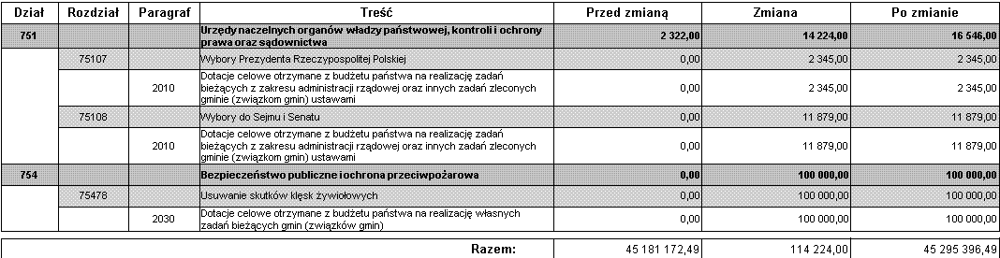 Dział Rozdział Paragraf Treść Przed zmianą Zmiana Po zmianie
751 Urzędy naczelnych organów władzy państwowej, kontroli i ochrony prawa oraz sądownictwa 2 322,00 14 224,00 16 546,00
75107 Wybory Prezydenta Rzeczypospolitej Polskiej 0,00 2 345,00 2 345,00
2010 Dotacje celowe otrzymane z budżetu państwa na realizację zadań bieżących z zakresu administracji rządowej oraz innych zadań zleconych gminie (związkom gmin) ustawami 0,00 2 345,00 2 345,00
75108 Wybory do Sejmu i Senatu 0,00 11 879,00 11 879,00
2010 Dotacje celowe otrzymane z budżetu państwa na realizację zadań bieżących z zakresu administracji rządowej oraz innych zadań zleconych gminie (związkom gmin) ustawami 0,00 11 879,00 11 879,00
754 Bezpieczeństwo publiczne i ochrona przeciwpożarowa 0,00 100 000,00 100 000,00
75478 Usuwanie skutków klęsk żywiołowych 0,00 100 000,00 100 000,00
2030 Dotacje celowe otrzymane z budżetu państwa na realizację własnych zadań bieżących gmin (związków gmin) 0,00 100 000,00 100 000,00
Razem: 45 181 172,49 114 224,00 45 295 396,49